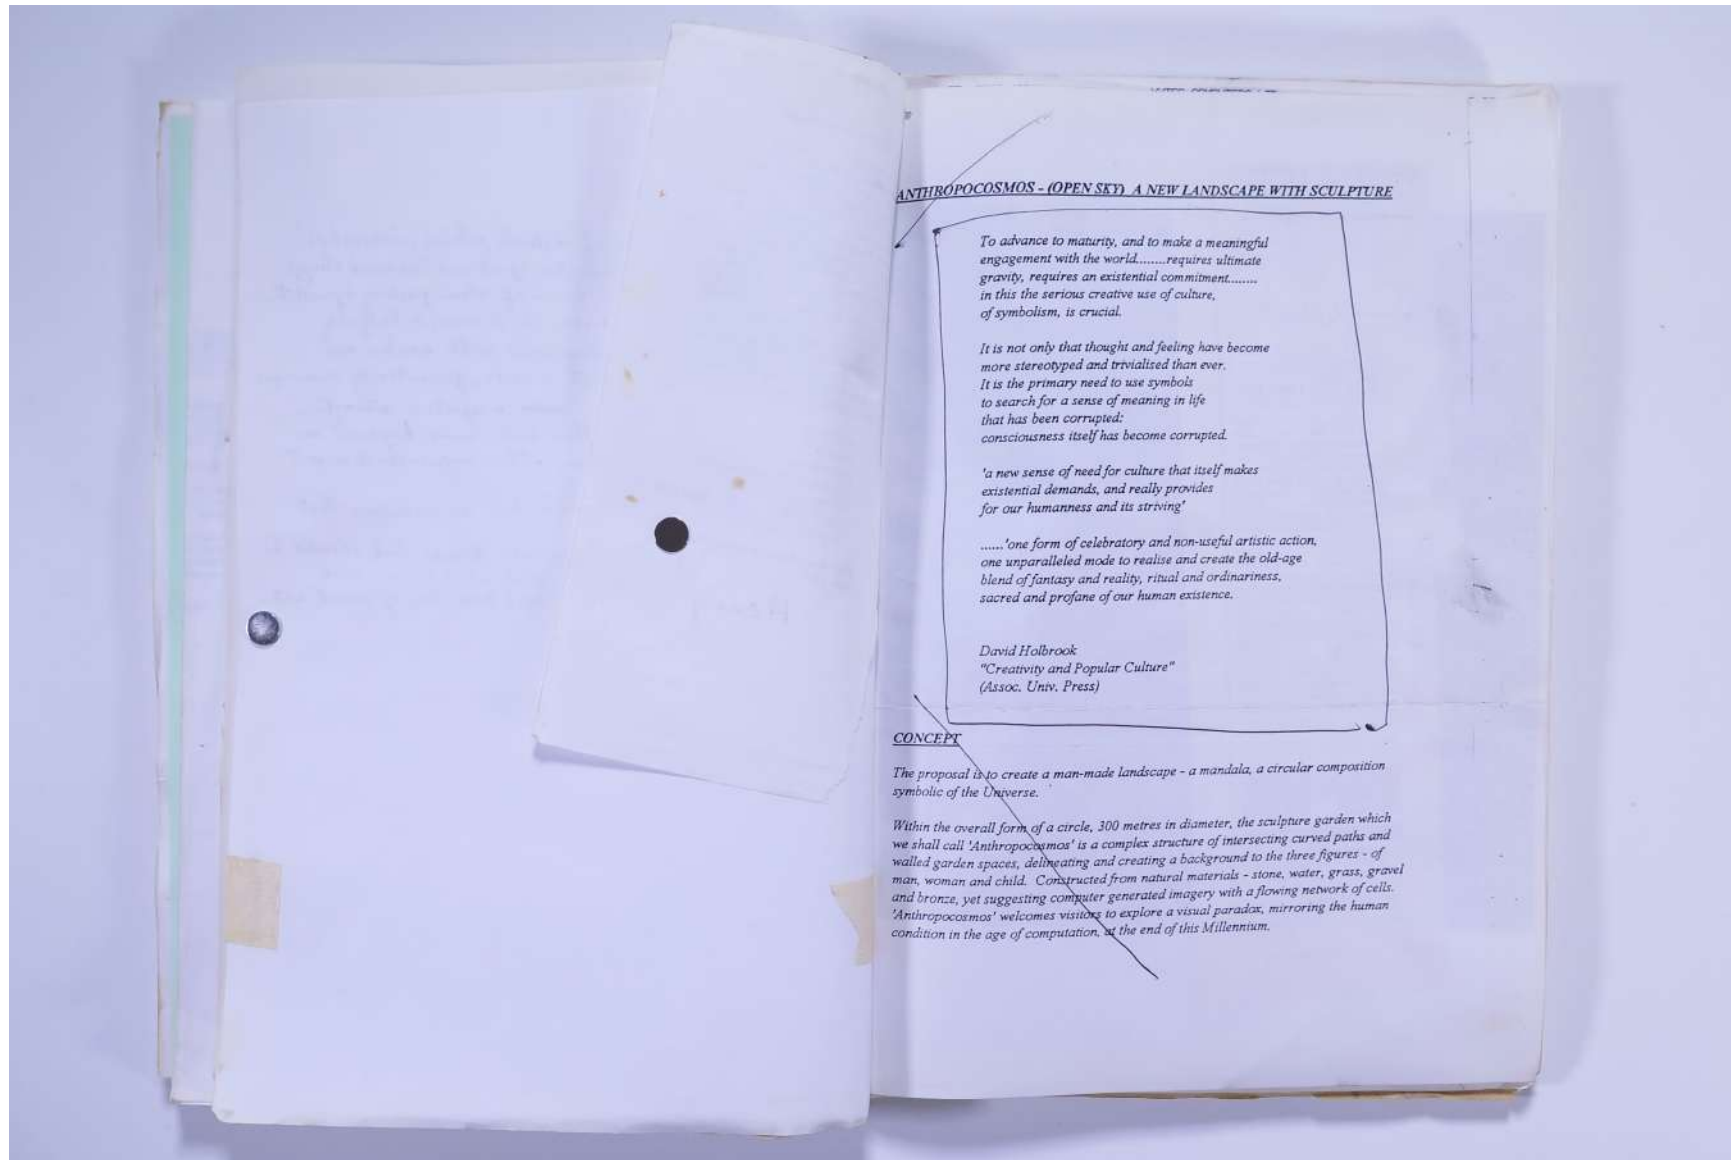 ANTHROPOCOSMOS - (OPEN SKY) A NEW LANDSCAPE WITH SCULPTURE
To advance to maturity, and to make a meaningful
engagement with the world........requires ultimate
gravity, requires an existential commitment........
in this the serious creative use of culture,
of symbolism, is crucial.
It is not only that thought and feeling have become
more stereotyped and trivialised than ever.
It is the primary need to use symbols
to search for a sense of meaning in life
that has been corrupted:
consciousness itself has become corrupted.
'a new sense of need for culture that itself makes
existential demands, and really provides
for our humanness and its striving'
......'one form of celebratory and non-useful artistic action,
one unparalleled mode to realise and create the old-age
blend of fantasy and reality, ritual and ordinariness,
sacred and profane of our human existence.
David Holbrook
"Creativity and Popular Culture"
(Assoc. Univ. Press)
CONCEPT
The proposal is to create a man-made landscape - a mandala, a circular composition
symbolic of the Universe.
Within the overall form of a circle, 300 metres in diameter, the sculpture garden which
we shall call 'Anthropocosmos' is a complex structure of intersecting curved paths and
walled garden spaces, delineating and creating a background to the three figures - of
man, woman and child. Constructed from natural materials - stone, water, grass, gravel
and bronze, yet suggesting computer generated imagery with a flowing network of cells.
'Anthropocosmos' welcomes visitors to explore a visual paradox, mirroring the human
condition in the age of computation, at the end of this Millennium.